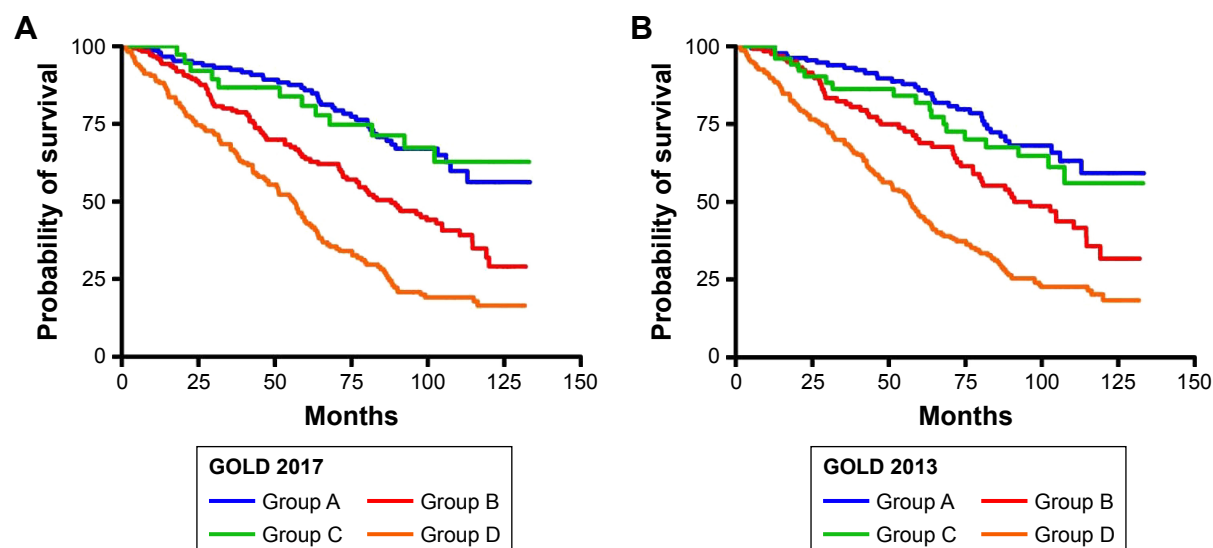 A
Probability of survival
100
75
50
25
0
0 25 50 75 100 125 150
Months
GOLD 2017
Group A Group B
Group C Group D
B
Probability of survival
100
75
50
25
0
0 25 50 75 100 125 150
Months
GOLD 2013
Group A Group B
Group C Group D